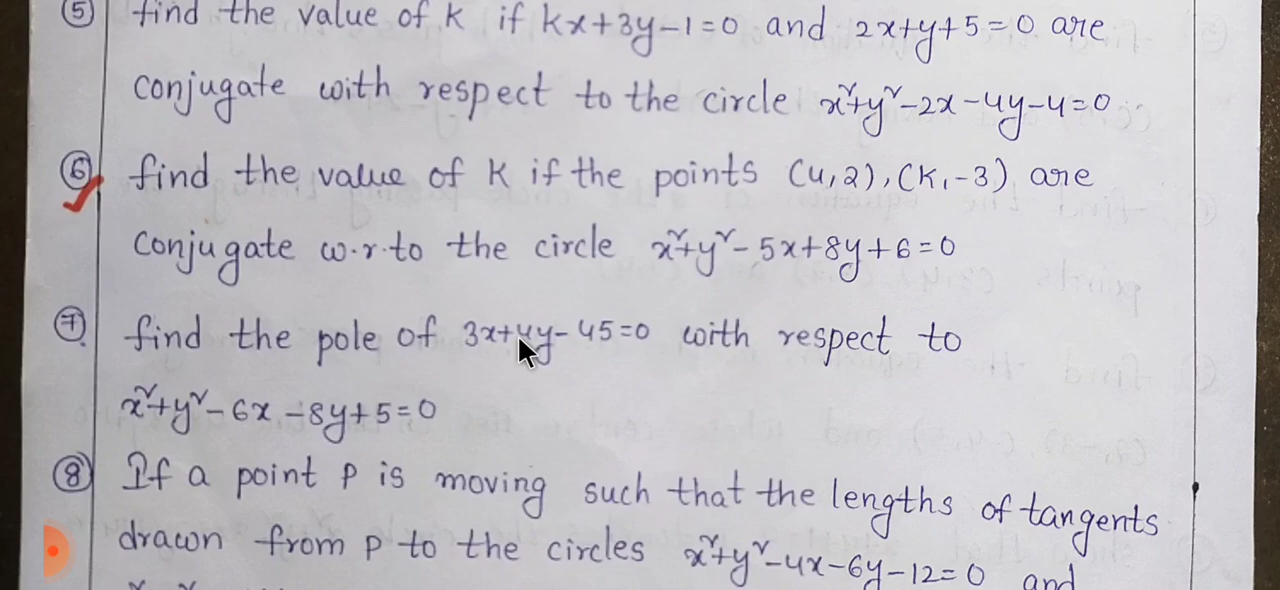 ⑤ find the value of k if kx+3y-1=0 and 2x+y+5=0 are
conjugate with respect to the circle x²+y²-2x-4y-4=0
⑥ find the value of K if the points (4,2),(K,-3) are
conjugate w.r.to the circle x²+y²-5x+8y+6=0
⑦ find the pole of 3x+4y-45=0 with respect to
x²+y²-6x-8y+5=0
⑧ If a point P is moving such that the lengths of tangents
drawn from P to the circles x²+y²-4x-6y-12=0 and